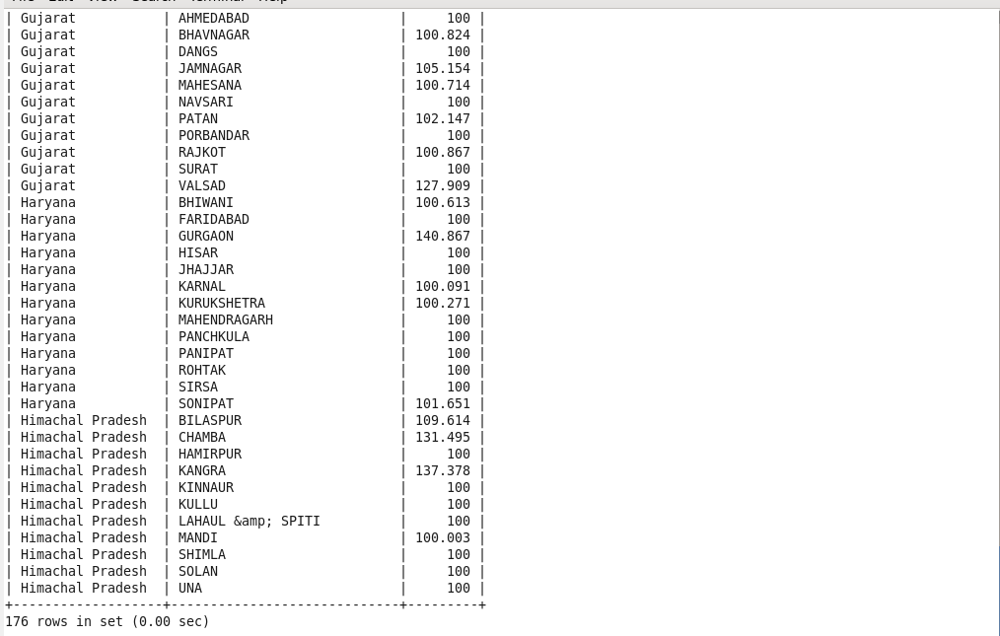 | Gujarat           | AHMEDABAD                   |     100 |
| Gujarat           | BHAVNAGAR                   | 100.824 |
| Gujarat           | DANGS                       |     100 |
| Gujarat           | JAMNAGAR                    | 105.154 |
| Gujarat           | MAHESANA                    | 100.714 |
| Gujarat           | NAVSARI                     |     100 |
| Gujarat           | PATAN                       | 102.147 |
| Gujarat           | PORBANDAR                   |     100 |
| Gujarat           | RAJKOT                      | 100.867 |
| Gujarat           | SURAT                       |     100 |
| Gujarat           | VALSAD                      | 127.909 |
| Haryana           | BHIWANI                     | 100.613 |
| Haryana           | FARIDABAD                   |     100 |
| Haryana           | GURGAON                     | 140.867 |
| Haryana           | HISAR                       |     100 |
| Haryana           | JHAJJAR                     |     100 |
| Haryana           | KARNAL                      | 100.091 |
| Haryana           | KURUKSHETRA                 | 100.271 |
| Haryana           | MAHENDRAGARH                |     100 |
| Haryana           | PANCHKULA                   |     100 |
| Haryana           | PANIPAT                     |     100 |
| Haryana           | ROHTAK                      |     100 |
| Haryana           | SIRSA                       |     100 |
| Haryana           | SONIPAT                     | 101.651 |
| Himachal Pradesh  | BILASPUR                    | 109.614 |
| Himachal Pradesh  | CHAMBA                      | 131.495 |
| Himachal Pradesh  | HAMIRPUR                    |     100 |
| Himachal Pradesh  | KANGRA                      | 137.378 |
| Himachal Pradesh  | KINNAUR                     |     100 |
| Himachal Pradesh  | KULLU                       |     100 |
| Himachal Pradesh  | LAHAUL &amp; SPITI          |     100 |
| Himachal Pradesh  | MANDI                       | 100.003 |
| Himachal Pradesh  | SHIMLA                      |     100 |
| Himachal Pradesh  | SOLAN                       |     100 |
| Himachal Pradesh  | UNA                         |     100 |
+-------------------+-----------------------------+---------+
176 rows in set (0.00 sec)